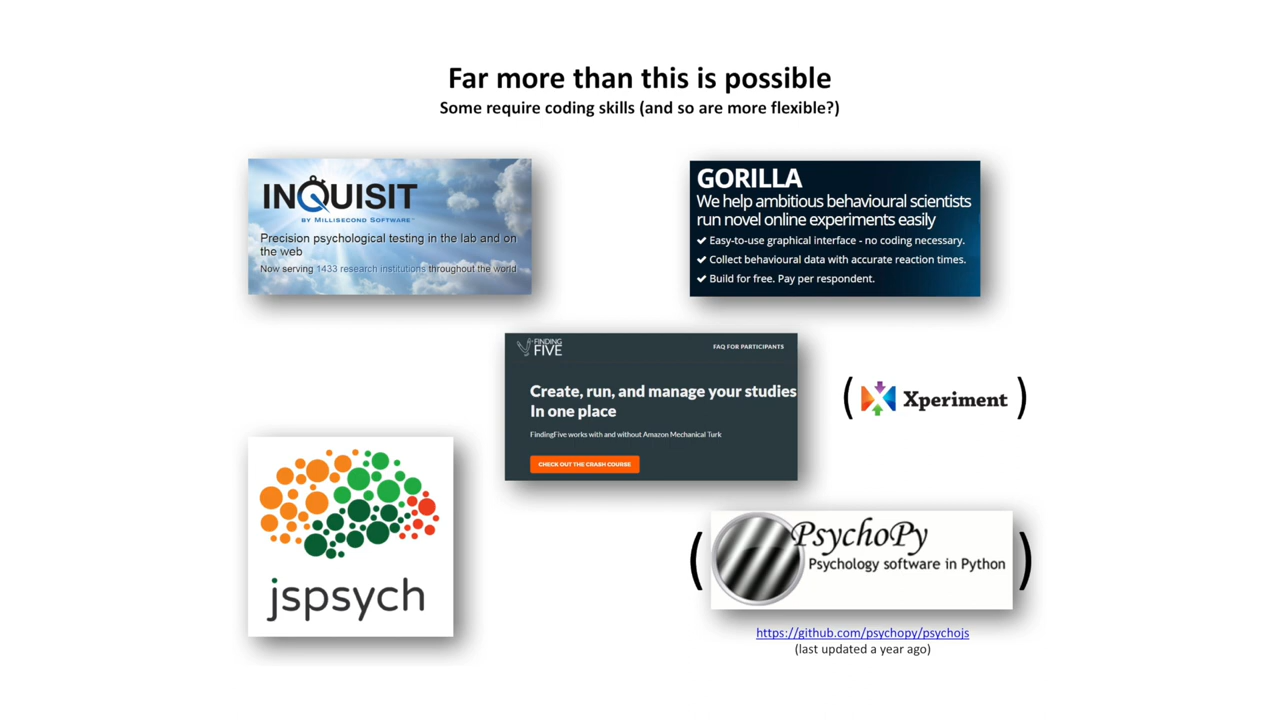 Far more than this is possible
Some require coding skills (and so are more flexible?)
INQUISIT
BY MILLISECOND SOFTWARE™
Precision psychological testing in the lab and on
the web
Now serving 1433 research institutions throughout the world
GORILLA
We help ambitious behavioural scientists
run novel online experiments easily
✔ Easy-to-use graphical interface - no coding necessary.
✔ Collect behavioural data with accurate reaction times.
✔ Build for free. Pay per respondent.
FINDING
FIVE
FAQ FOR PARTICIPANTS
Create, run, and manage your studies
In one place
FindingFive works with and without Amazon Mechanical Turk
CHECK OUT THE CRASH COURSE
( Xperiment )
jspsych
( PsychoPy
Psychology software in Python )
https://github.com/psychopy/psychojs
(last updated a year ago)